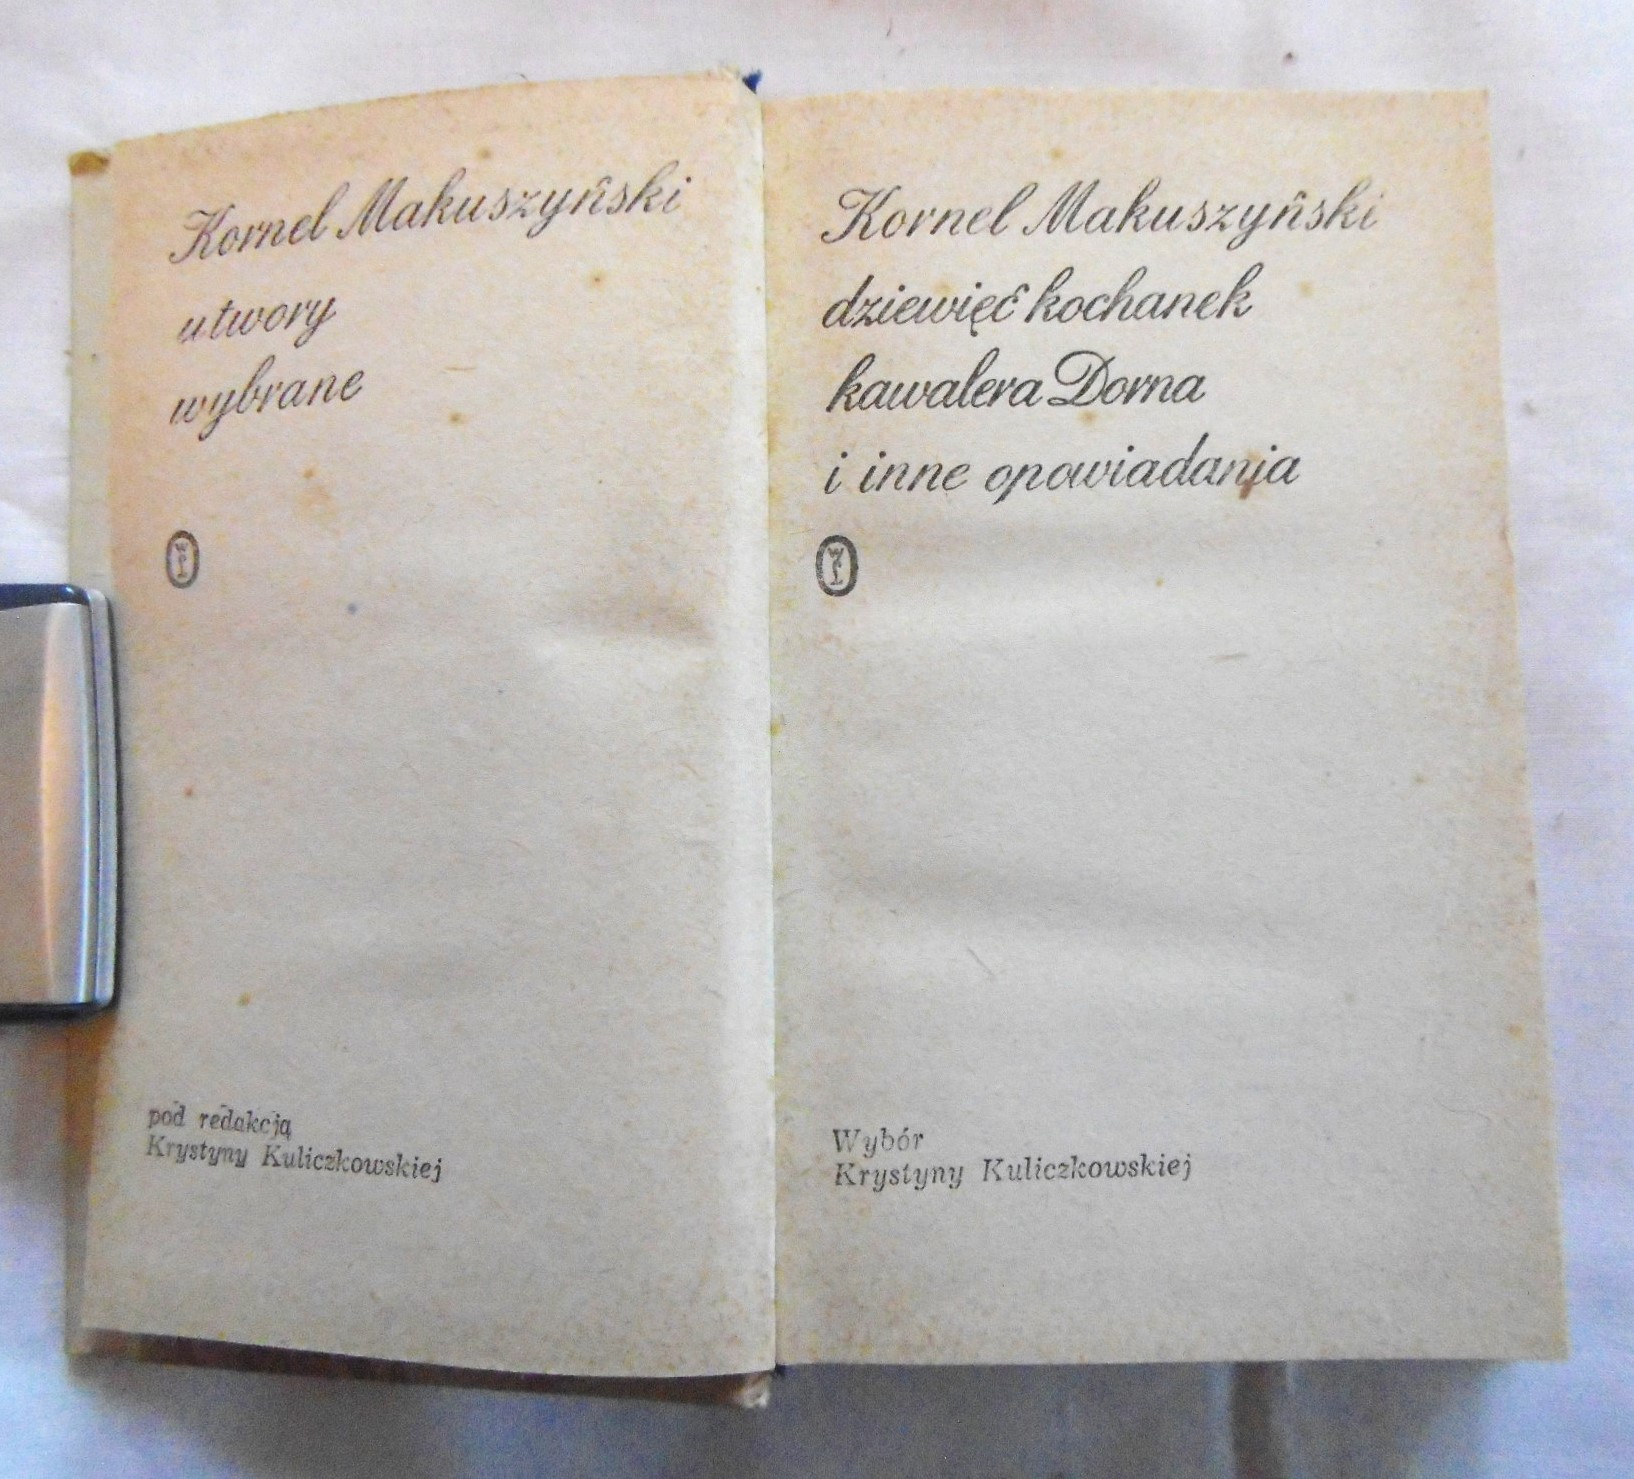 Kornel Makuszyński
utwory
wybrane
pod redakcją
Krystyny Kuliczkowskiej
Kornel Makuszyński
dziewięć kochanek
kawalera Dorna
i inne opowiadania
Wybór
Krystyny Kuliczkowskiej